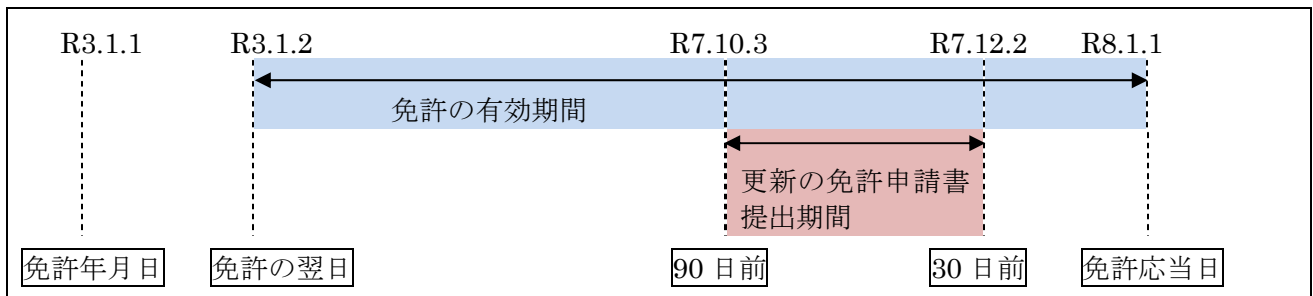 R3.1.1 R3.1.2 R7.10.3 R7.12.2 R8.1.1
免許の有効期間
更新の免許申請書
提出期間
免許年月日 免許の翌日 90 日前 30 日前 免許応当日